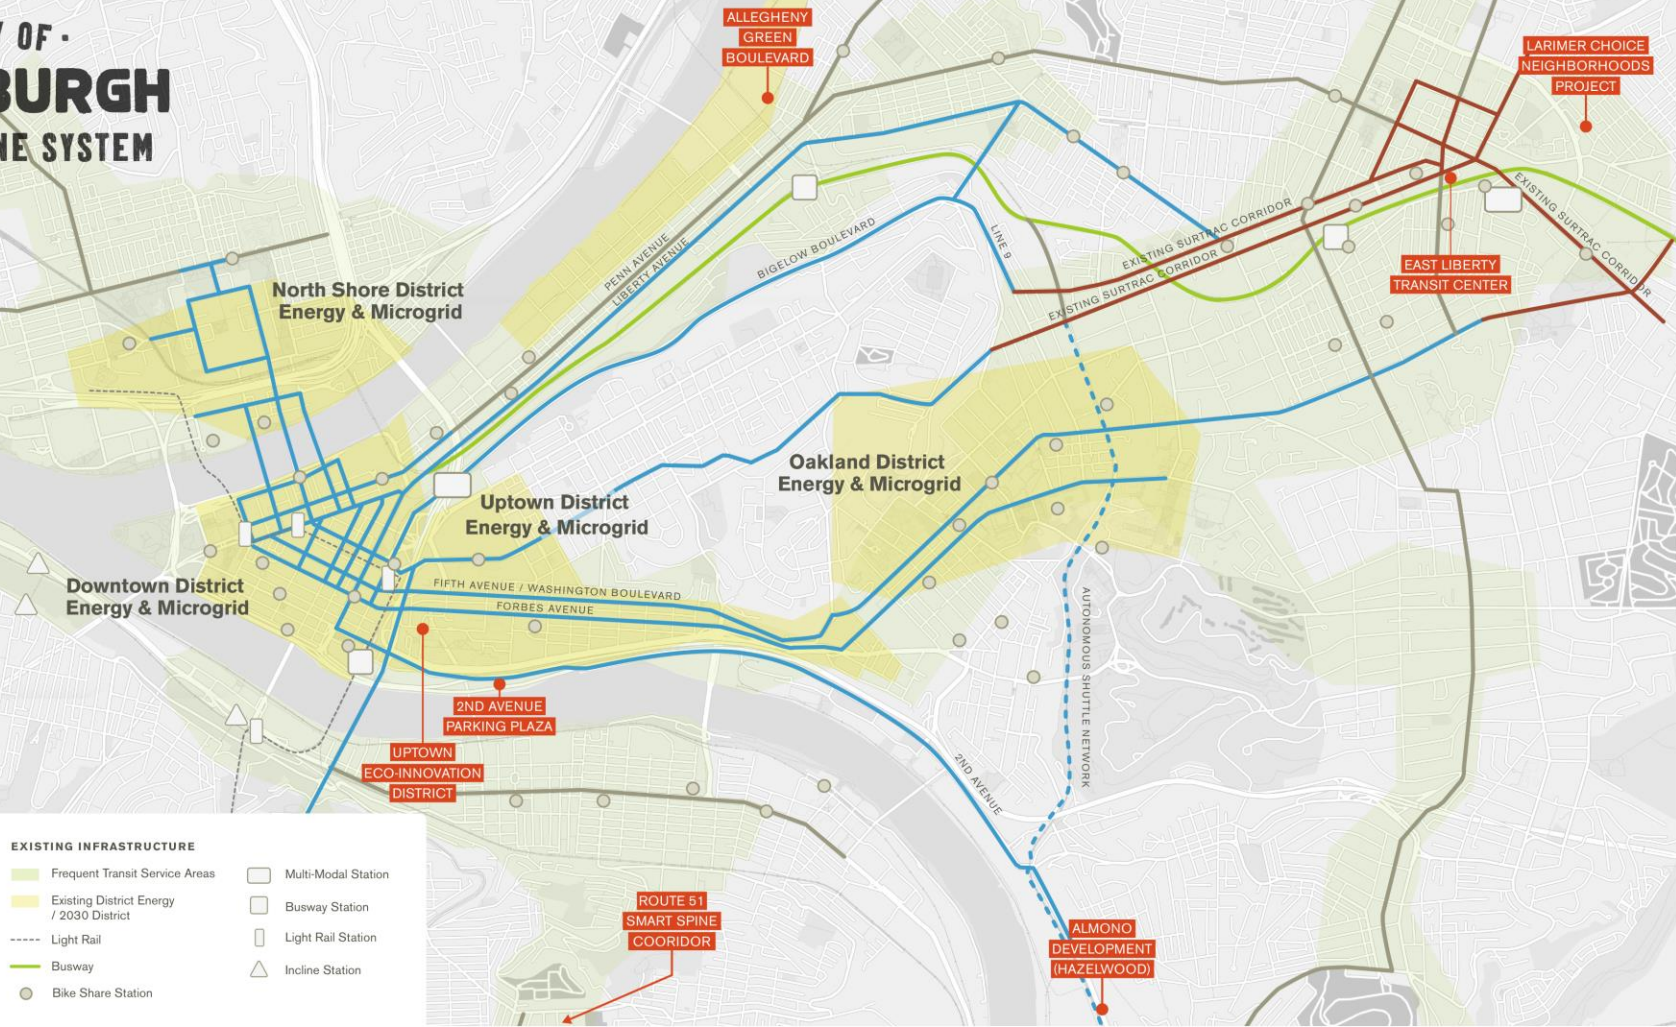 OF ·
BURGH
NE SYSTEM
ALLEGHENY
GREEN
BOULEVARD
LARIMER CHOICE
NEIGHBORHOODS
PROJECT
EXISTING SURTRAC CORRIDOR
EXISTING SURTRAC CORRIDOR
EXISTING SURTRAC CORRIDOR
PENN AVENUE
LIBERTY AVENUE
BIGELOW BOULEVARD
LINE 9
EAST LIBERTY
TRANSIT CENTER
North Shore District
Energy & Microgrid
Oakland District
Energy & Microgrid
Uptown District
Energy & Microgrid
Downtown District
Energy & Microgrid
FIFTH AVENUE / WASHINGTON BOULEVARD
FORBES AVENUE
AUTONOMOUS SHUTTLE NETWORK
2ND AVENUE
PARKING PLAZA
UPTOWN
ECO-INNOVATION
DISTRICT
2ND AVENUE
ROUTE 51
SMART SPINE
COORIDOR
ALMONO
DEVELOPMENT
(HAZELWOOD)
EXISTING INFRASTRUCTURE
Frequent Transit Service Areas
Existing District Energy
/ 2030 District
Light Rail
Busway
Bike Share Station
Multi-Modal Station
Busway Station
Light Rail Station
Incline Station